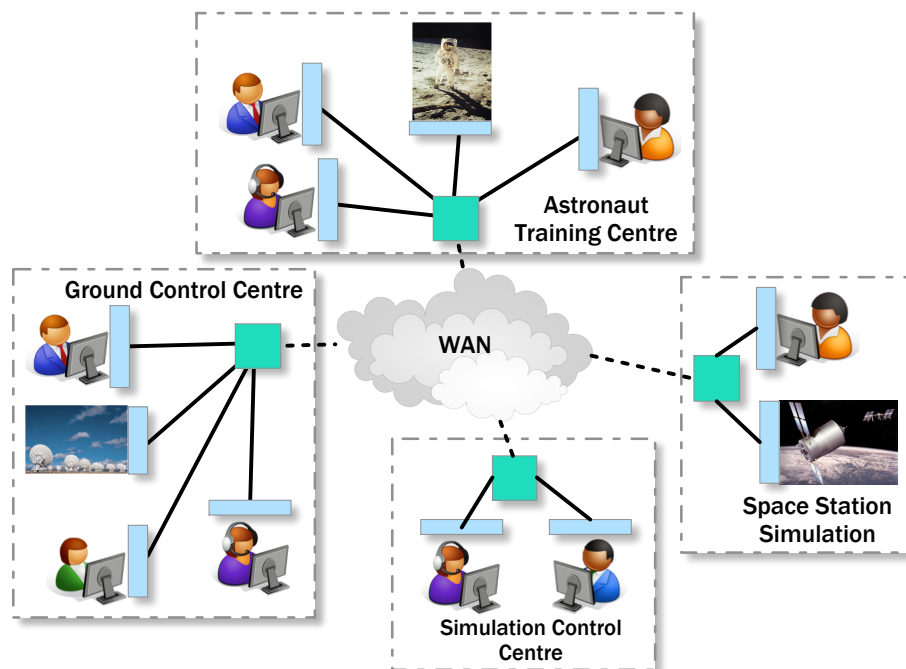 Astronaut
Training Centre
Ground Control Centre
WAN
Space Station
Simulation
Simulation Control
Centre